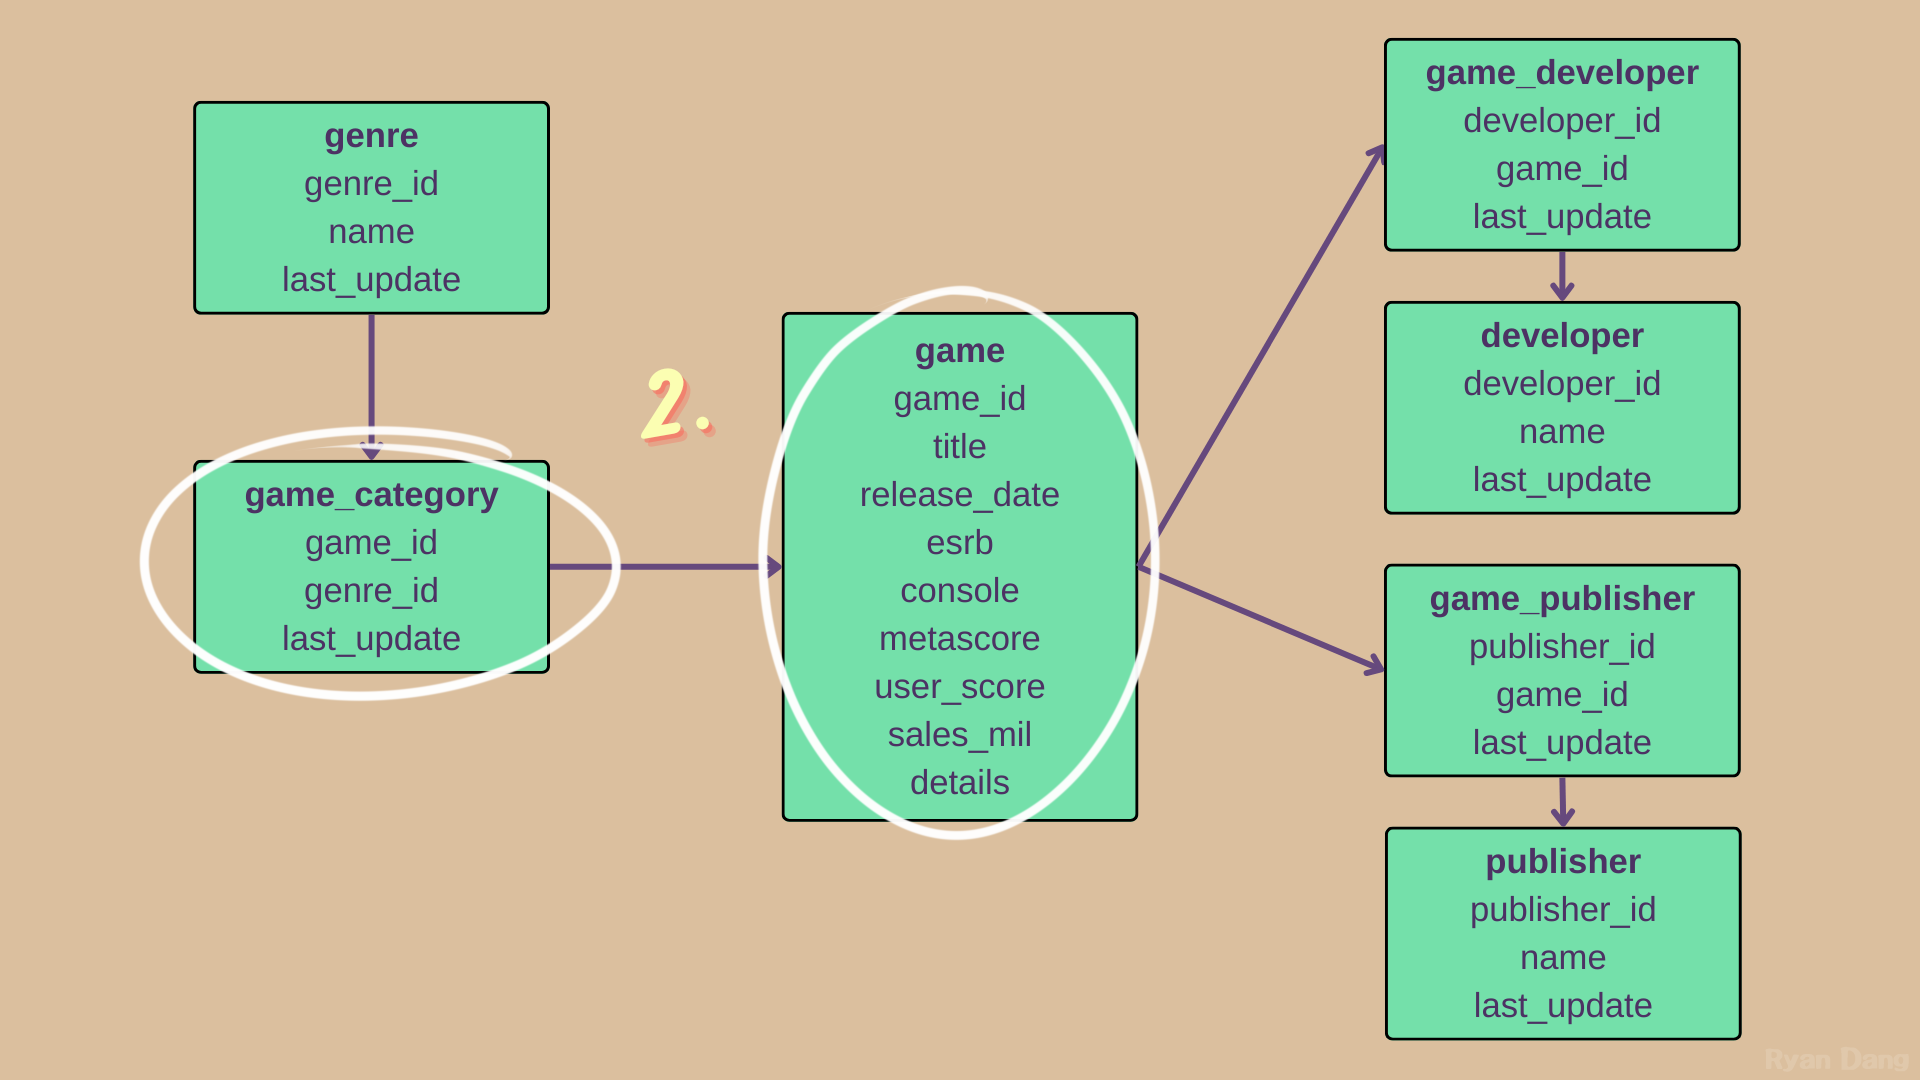 genre
genre_id
name
last_update
game_category
game_id
genre_id
last_update
2.
game
game_id
title
release_date
esrb
console
metascore
user_score
sales_mil
details
game_developer
developer_id
game_id
last_update
developer
developer_id
name
last_update
game_publisher
publisher_id
game_id
last_update
publisher
publisher_id
name
last_update
Ryan Dang